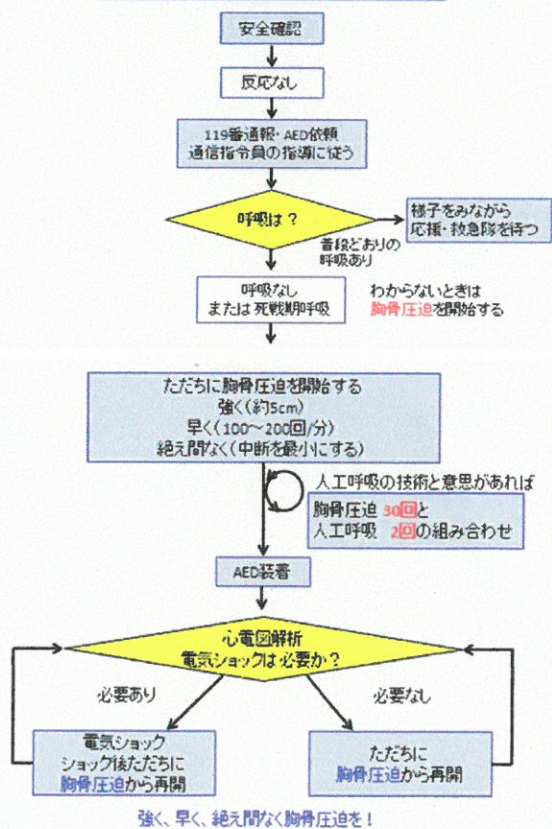 安全確認
反応なし
119番通報・AED依頼
通信指令員の指導に従う
呼吸は？
様子をみながら
応援・救急隊を待つ
普段どおりの
呼吸あり
呼吸なし
または死戦期呼吸
わからないときは
胸骨圧迫を開始する
ただちに胸骨圧迫を開始する
強く（約5cm）
早く（100～200回/分）
絶え間なく（中断を最小にする）
人工呼吸の技術と意思があれば
胸骨圧迫 30回と
人工呼吸 2回の組み合わせ
AED装着
心電図解析
電気ショックは必要か？
必要あり
必要なし
電気ショック
ショック後ただちに
胸骨圧迫から再開
ただちに
胸骨圧迫から再開
強く、早く、絶え間なく胸骨圧迫を！